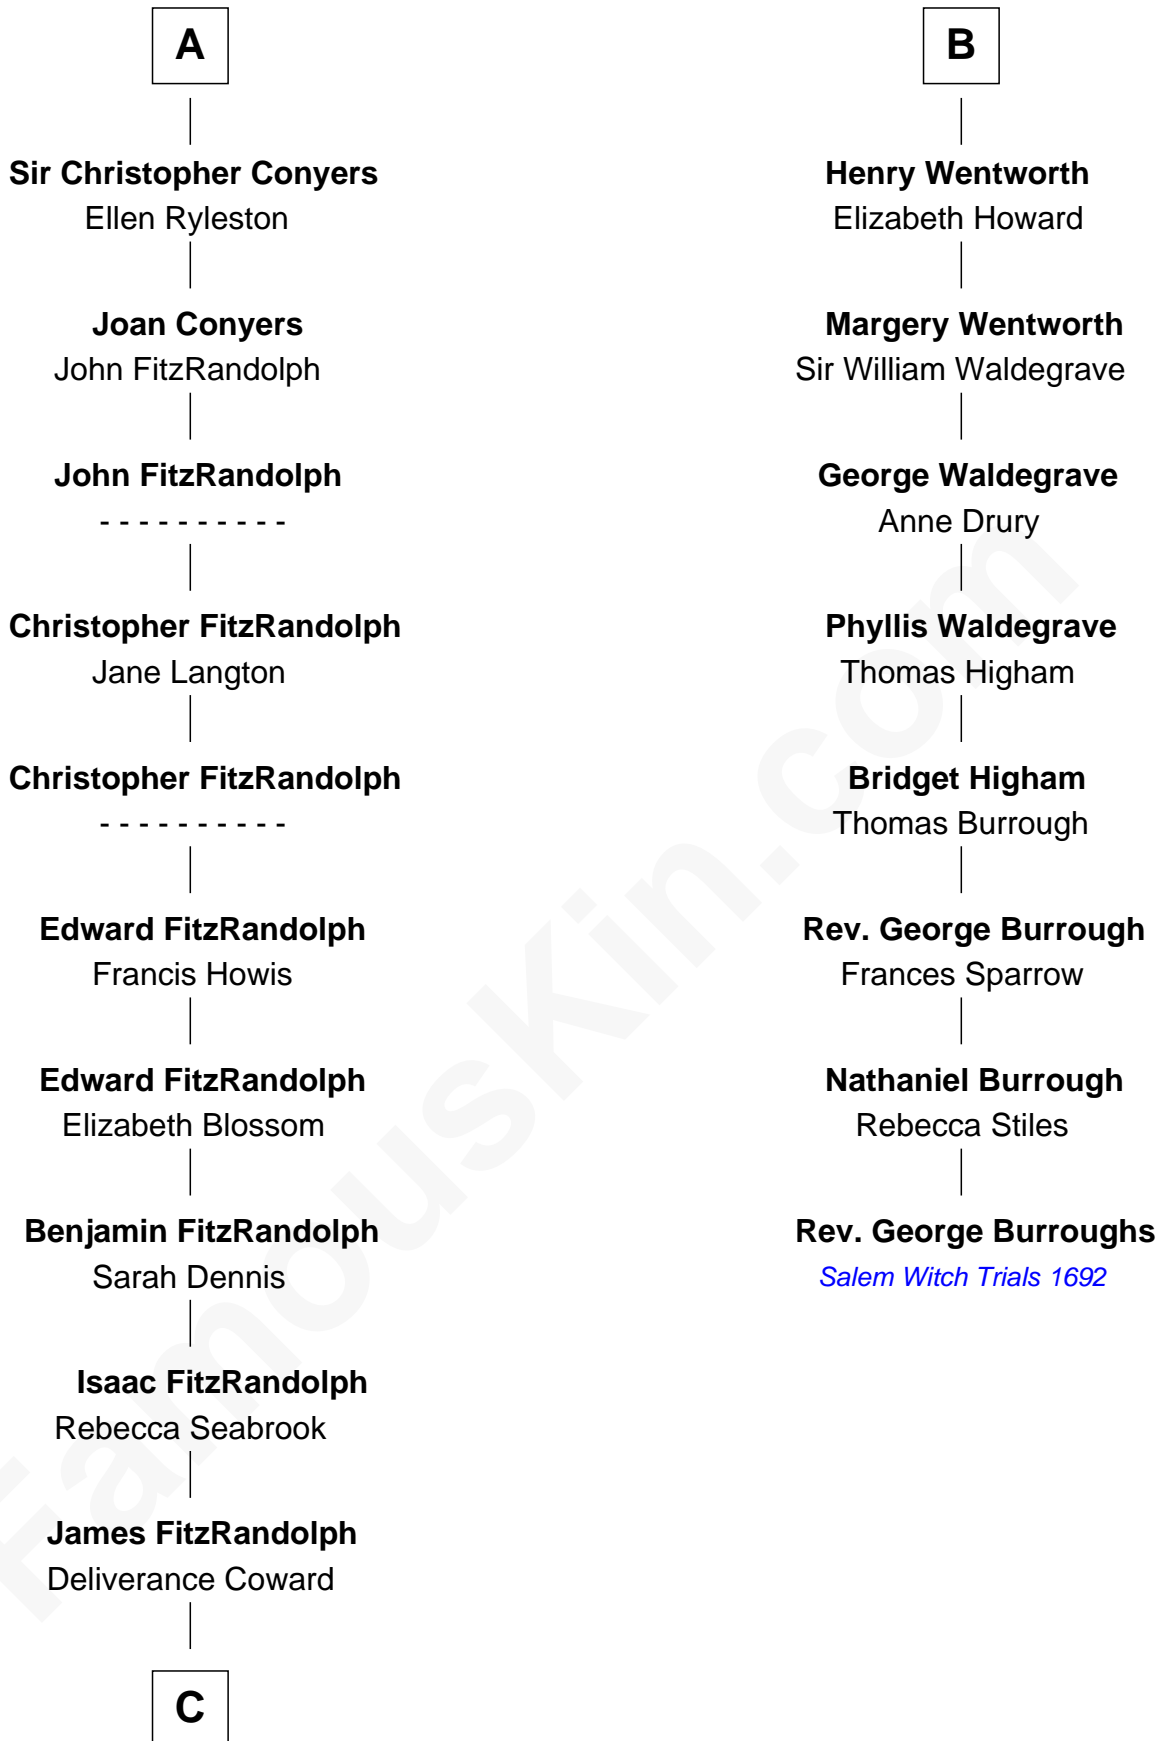 A
Sir Christopher Conyers
Ellen Ryleston
Joan Conyers
John FitzRandolph
John FitzRandolph
- - - - - - - - - -
Christopher FitzRandolph
Jane Langton
Christopher FitzRandolph
- - - - - - - - - -
Edward FitzRandolph
Francis Howis
Edward FitzRandolph
Elizabeth Blossom
Benjamin FitzRandolph
Sarah Dennis
Isaac FitzRandolph
Rebecca Seabrook
James FitzRandolph
Deliverance Coward
C
B
Henry Wentworth
Elizabeth Howard
Margery Wentworth
Sir William Waldegrave
George Waldegrave
Anne Drury
Phyllis Waldegrave
Thomas Higham
Bridget Higham
Thomas Burrough
Rev. George Burrough
Frances Sparrow
Nathaniel Burrough
Rebecca Stiles
Rev. George Burroughs
Salem Witch Trials 1692
FamousKin.com